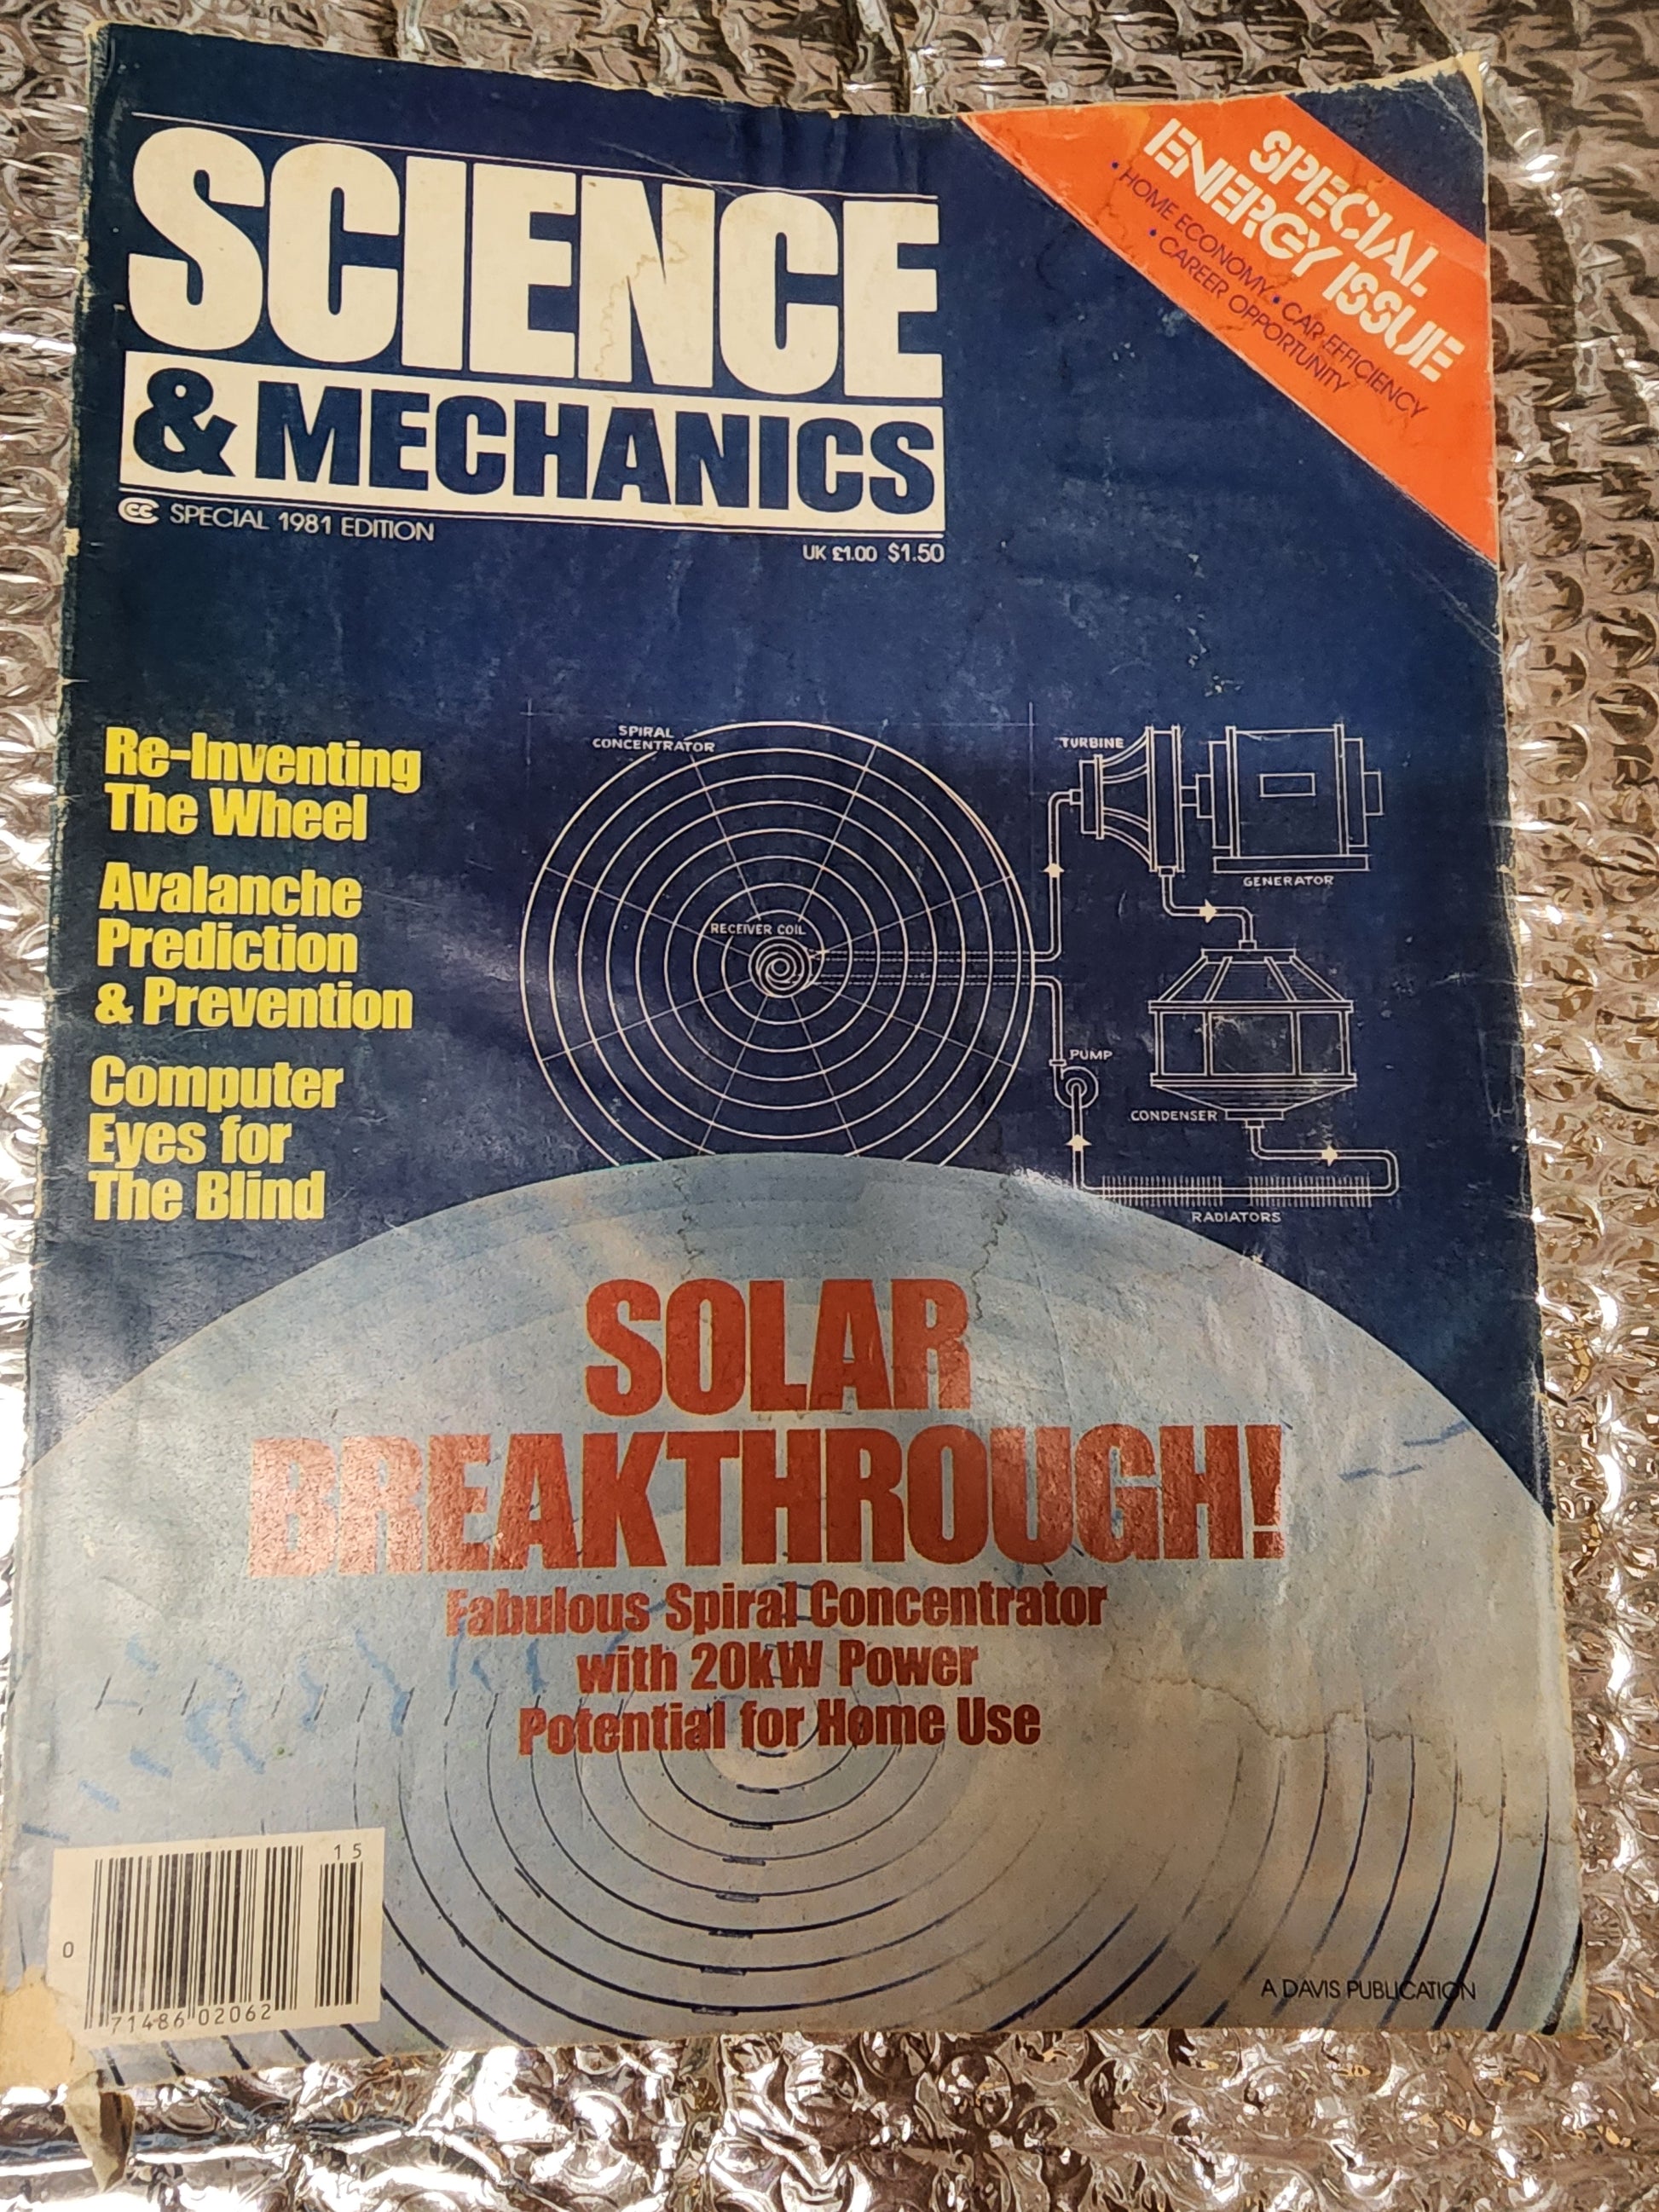 SCIENCE
& MECHANICS
CC SPECIAL 1981 EDITION
UK £1.00 $1.50
SPECIAL
ENERGY ISSUE
• HOME ECONOMY • CAR EFFICIENCY
• CAREER OPPORTUNITY
Re-Inventing
The Wheel
Avalanche
Prediction
& Prevention
Computer
Eyes for
The Blind
SPIRAL
CONCENTRATOR
RECEIVER COIL
TURBINE
GENERATOR
PUMP
CONDENSER
RADIATORS
SOLAR
BREAKTHROUGH!
Fabulous Spiral Concentrator
with 20kW Power
Potential for Home Use
15
0 71486 02062
A DAVIS PUBLICATION